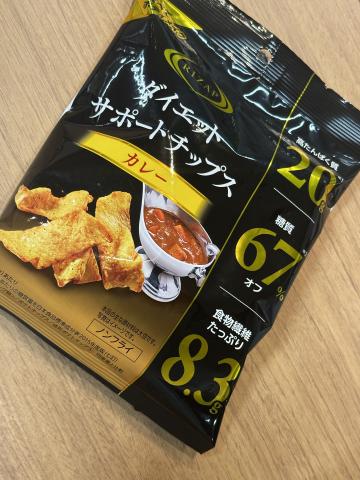 RIZAP
ダイエット
サポートチップス
カレー
高たんぱく質
20g
糖質
67%
オフ
食物繊維
たっぷり
8.3g
ノンフライ